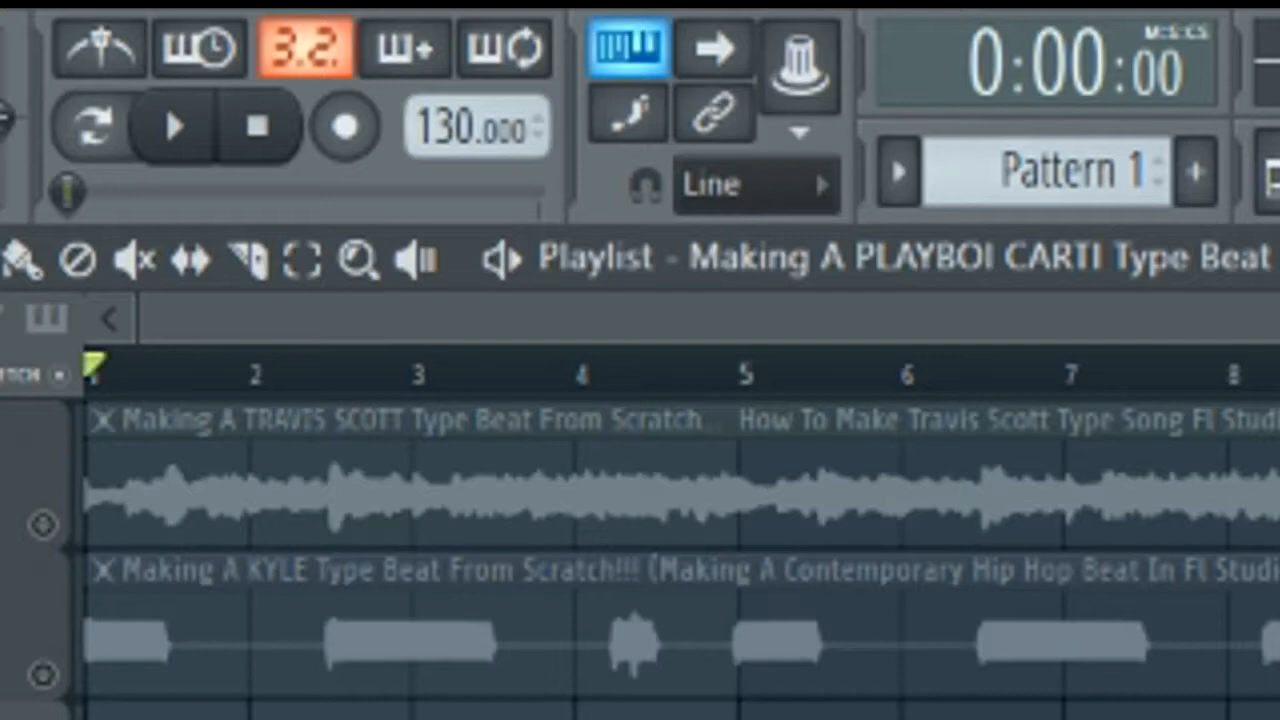 3.2.
M:S:CS
0:00:00
130.000
Line
Pattern 1
Playlist - Making A PLAYBOI CARTI Type Beat
1 2 3 4 5 6 7 8
Making A TRAVIS SCOTT Type Beat From Scratch... How To Make Travis Scott Type Song Fl Studi
Making A KYLE Type Beat From Scratch!!! (Making A Contemporary Hip Hop Beat In Fl Studi